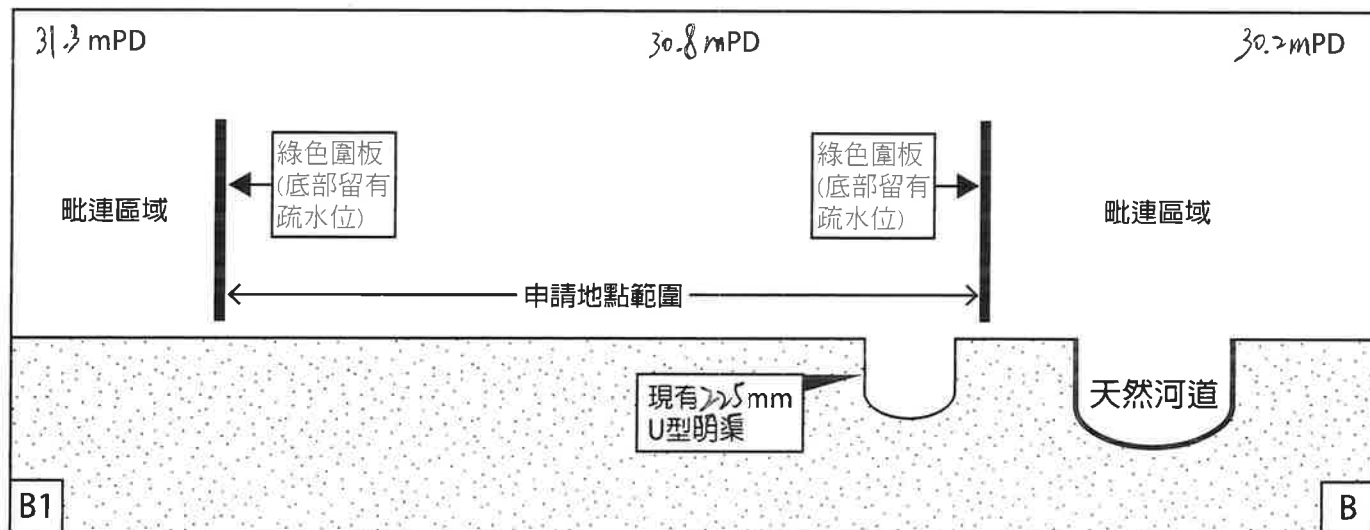 31.3 mPD
30.8 mPD
30.2 mPD
綠色圍板
(底部留有
疏水位)
綠色圍板
(底部留有
疏水位)
毗連區域
毗連區域
申請地點範圍
現有225mm
U型明渠
天然河道
B1
B